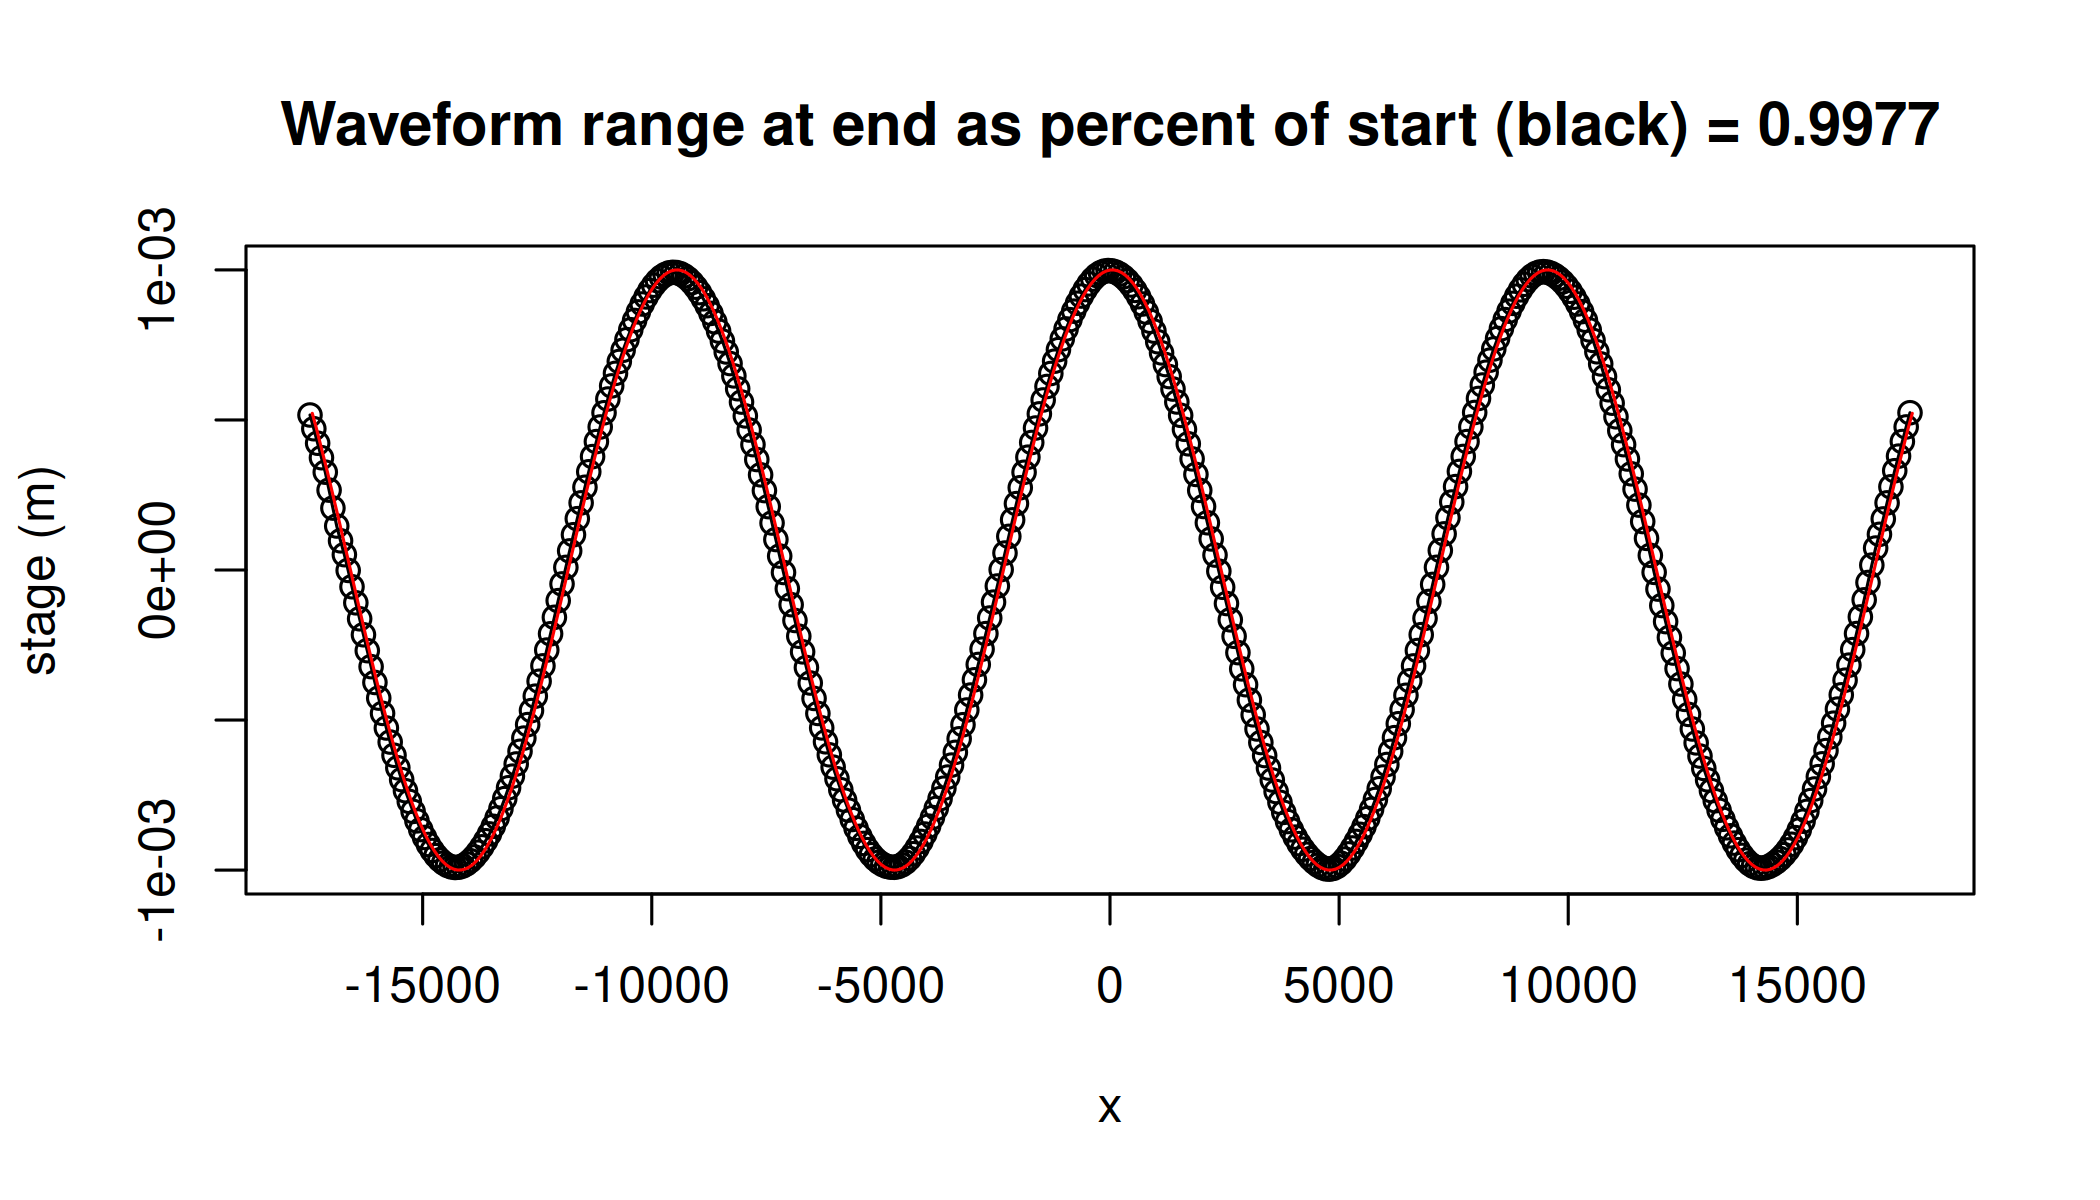 Waveform range at end as percent of start (black) = 0.9977
stage (m)
1e-03
0e+00
-1e-03
-15000 -10000 -5000 0 5000 10000 15000
x